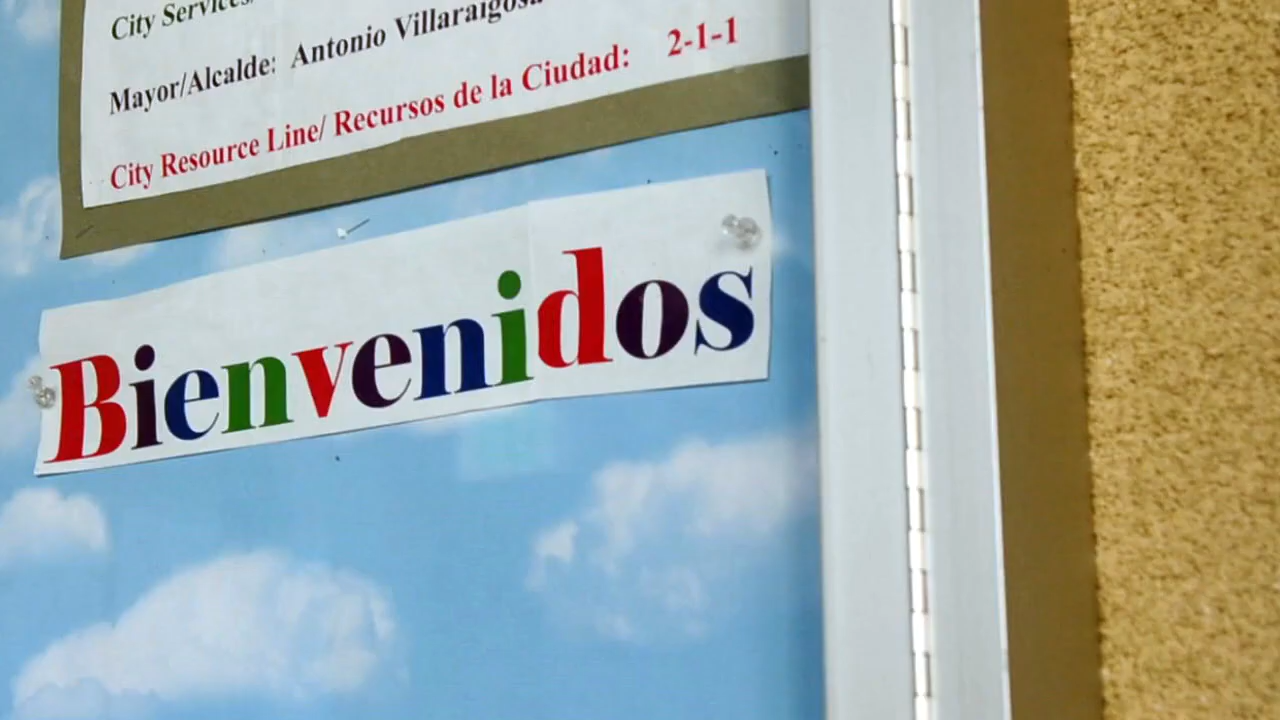 City Services
Mayor/Alcalde: Antonio Villaraigosa
City Resource Line/ Recursos de la Ciudad: 2-1-1
Bienvenidos